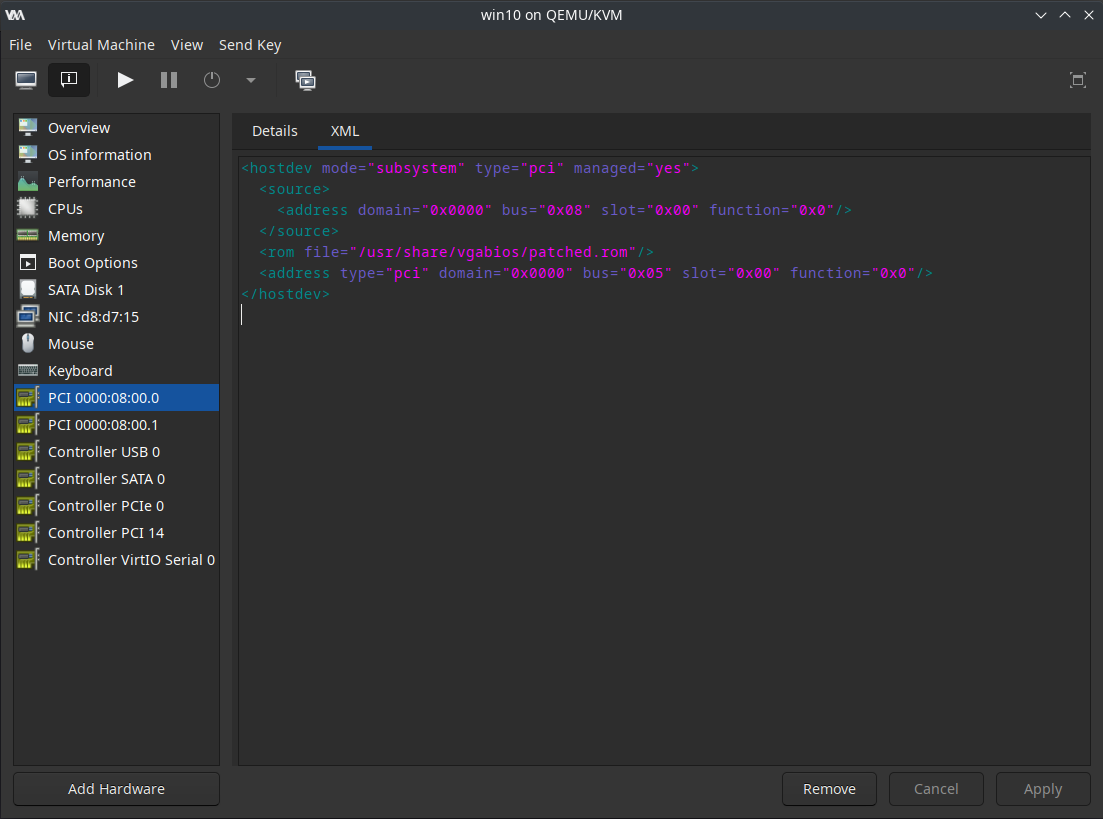 win10 on QEMU/KVM
File Virtual Machine View Send Key
Overview
OS information
Performance
CPUs
Memory
Boot Options
SATA Disk 1
NIC :d8:d7:15
Mouse
Keyboard
PCI 0000:08:00.0
PCI 0000:08:00.1
Controller USB 0
Controller SATA 0
Controller PCIe 0
Controller PCI 14
Controller VirtIO Serial 0
Add Hardware
Details XML
<hostdev mode="subsystem" type="pci" managed="yes">
  <source>
    <address domain="0x0000" bus="0x08" slot="0x00" function="0x0"/>
  </source>
  <rom file="/usr/share/vgabios/patched.rom"/>
  <address type="pci" domain="0x0000" bus="0x05" slot="0x00" function="0x0"/>
</hostdev>
Remove Cancel Apply